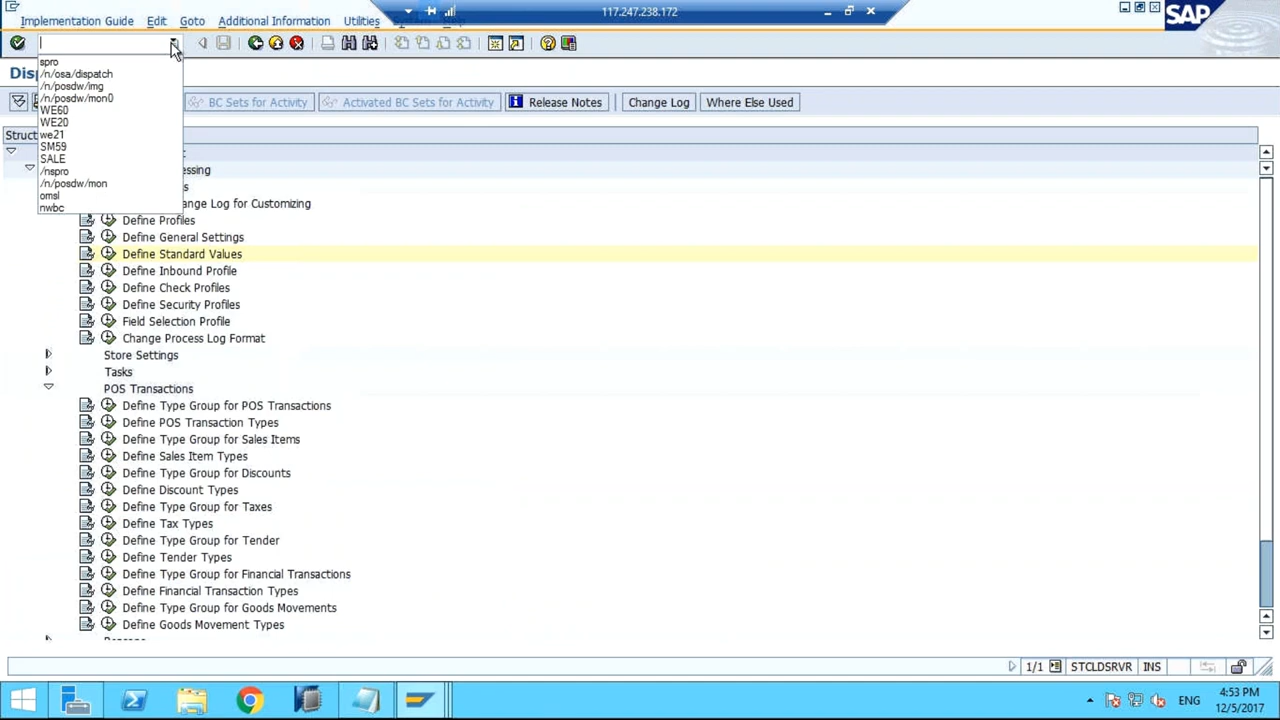 117.247.238.172
Implementation Guide Edit Goto Additional Information Utilities
SAP
spro
/n/osa/dispatch
/n/posdw/img
/n/posdw/mon0
WE60
WE20
we21
SM59
SALE
/nspro
/n/posdw/mon
omsl
nwbc
BC Sets for Activity Activated BC Sets for Activity Release Notes Change Log Where Else Used
Struct
Define Profiles
Define General Settings
Define Standard Values
Define Inbound Profile
Define Check Profiles
Define Security Profiles
Field Selection Profile
Change Process Log Format
Store Settings
Tasks
POS Transactions
Define Type Group for POS Transactions
Define POS Transaction Types
Define Type Group for Sales Items
Define Sales Item Types
Define Type Group for Discounts
Define Discount Types
Define Type Group for Taxes
Define Tax Types
Define Type Group for Tender
Define Tender Types
Define Type Group for Financial Transactions
Define Financial Transaction Types
Define Type Group for Goods Movements
Define Goods Movement Types
1/1 STCLDSRVR INS
ENG
4:53 PM
12/5/2017